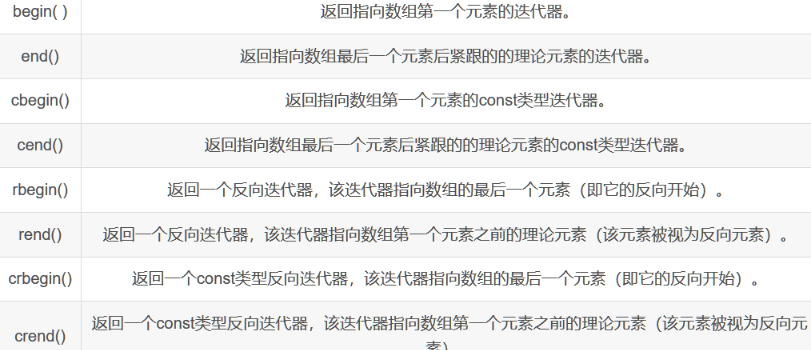 begin( ) 返回指向数组第一个元素的迭代器。
end() 返回指向数组最后一个元素后紧跟的的理论元素的迭代器。
cbegin() 返回指向数组第一个元素的const类型迭代器。
cend() 返回指向数组最后一个元素后紧跟的的理论元素的const类型迭代器。
rbegin() 返回一个反向迭代器，该迭代器指向数组的最后一个元素（即它的反向开始）。
rend() 返回一个反向迭代器，该迭代器指向数组第一个元素之前的理论元素（该元素被视为反向元素）。
crbegin() 返回一个const类型反向迭代器，该迭代器指向数组的最后一个元素（即它的反向开始）。
crend() 返回一个const类型反向迭代器，该迭代器指向数组第一个元素之前的理论元素（该元素被视为反向元
素）